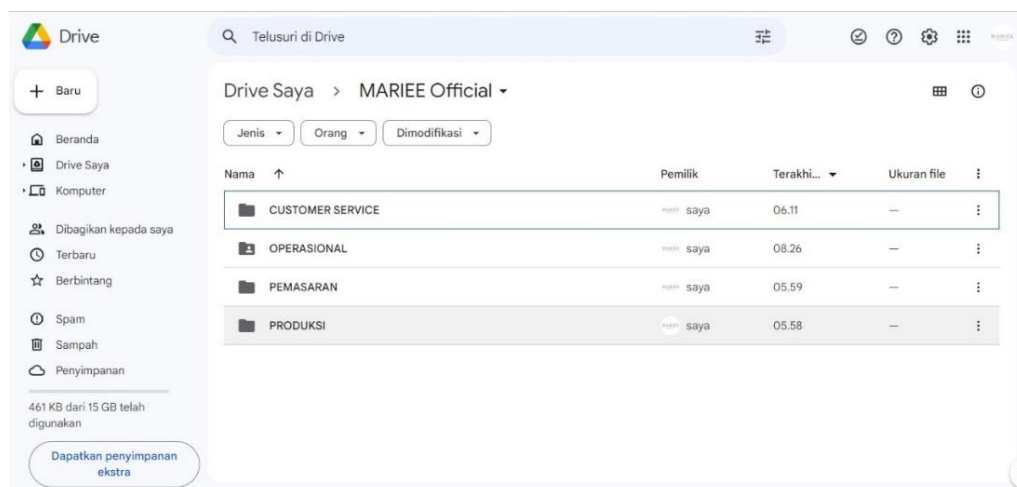 Drive
Telusuri di Drive
Baru
Drive Saya > MARIEE Official
Jenis Orang Dimodifikasi
Beranda
Drive Saya
Komputer
Dibagikan kepada saya
Terbaru
Berbintang
Spam
Sampah
Penyimpanan
461 KB dari 15 GB telah
digunakan
Dapatkan penyimpanan
ekstra
Nama Pemilik Terakhi... Ukuran file
CUSTOMER SERVICE saya 06.11 —
OPERASIONAL saya 08.26 —
PEMASARAN saya 05.59 —
PRODUKSI saya 05.58 —